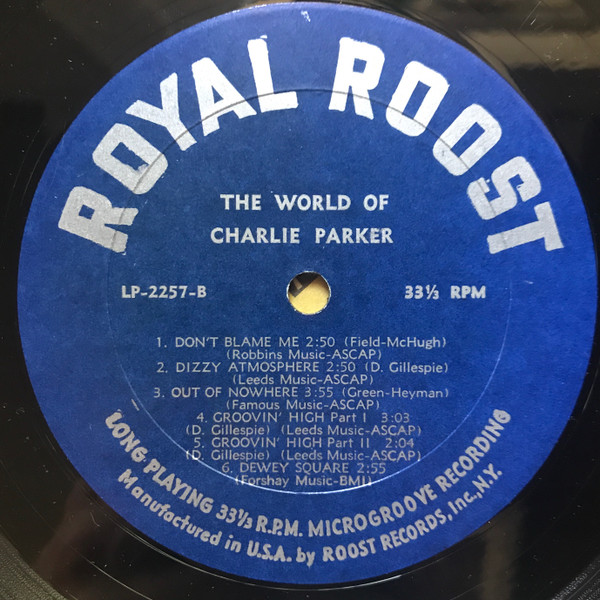 ROYAL ROOST
THE WORLD OF
CHARLIE PARKER
LP-2257-B
33⅓ RPM
1. DON'T BLAME ME 2:50 (Field-McHugh)
(Robbins Music-ASCAP)
2. DIZZY ATMOSPHERE 2:50 (D. Gillespie)
(Leeds Music-ASCAP)
3. OUT OF NOWHERE 3:55 (Green-Heyman)
(Famous Music-ASCAP)
4. GROOVIN' HIGH Part I 3:03
(D. Gillespie) (Leeds Music-ASCAP)
5. GROOVIN' HIGH Part II 2:04
(D. Gillespie) (Leeds Music-ASCAP)
6. DEWEY SQUARE 2:55
(Forshay Music-BMI)
LONG PLAYING 33⅓ R.P.M. MICROGROOVE RECORDING
Manufactured in U.S.A. by ROOST RECORDS, Inc., N.Y.